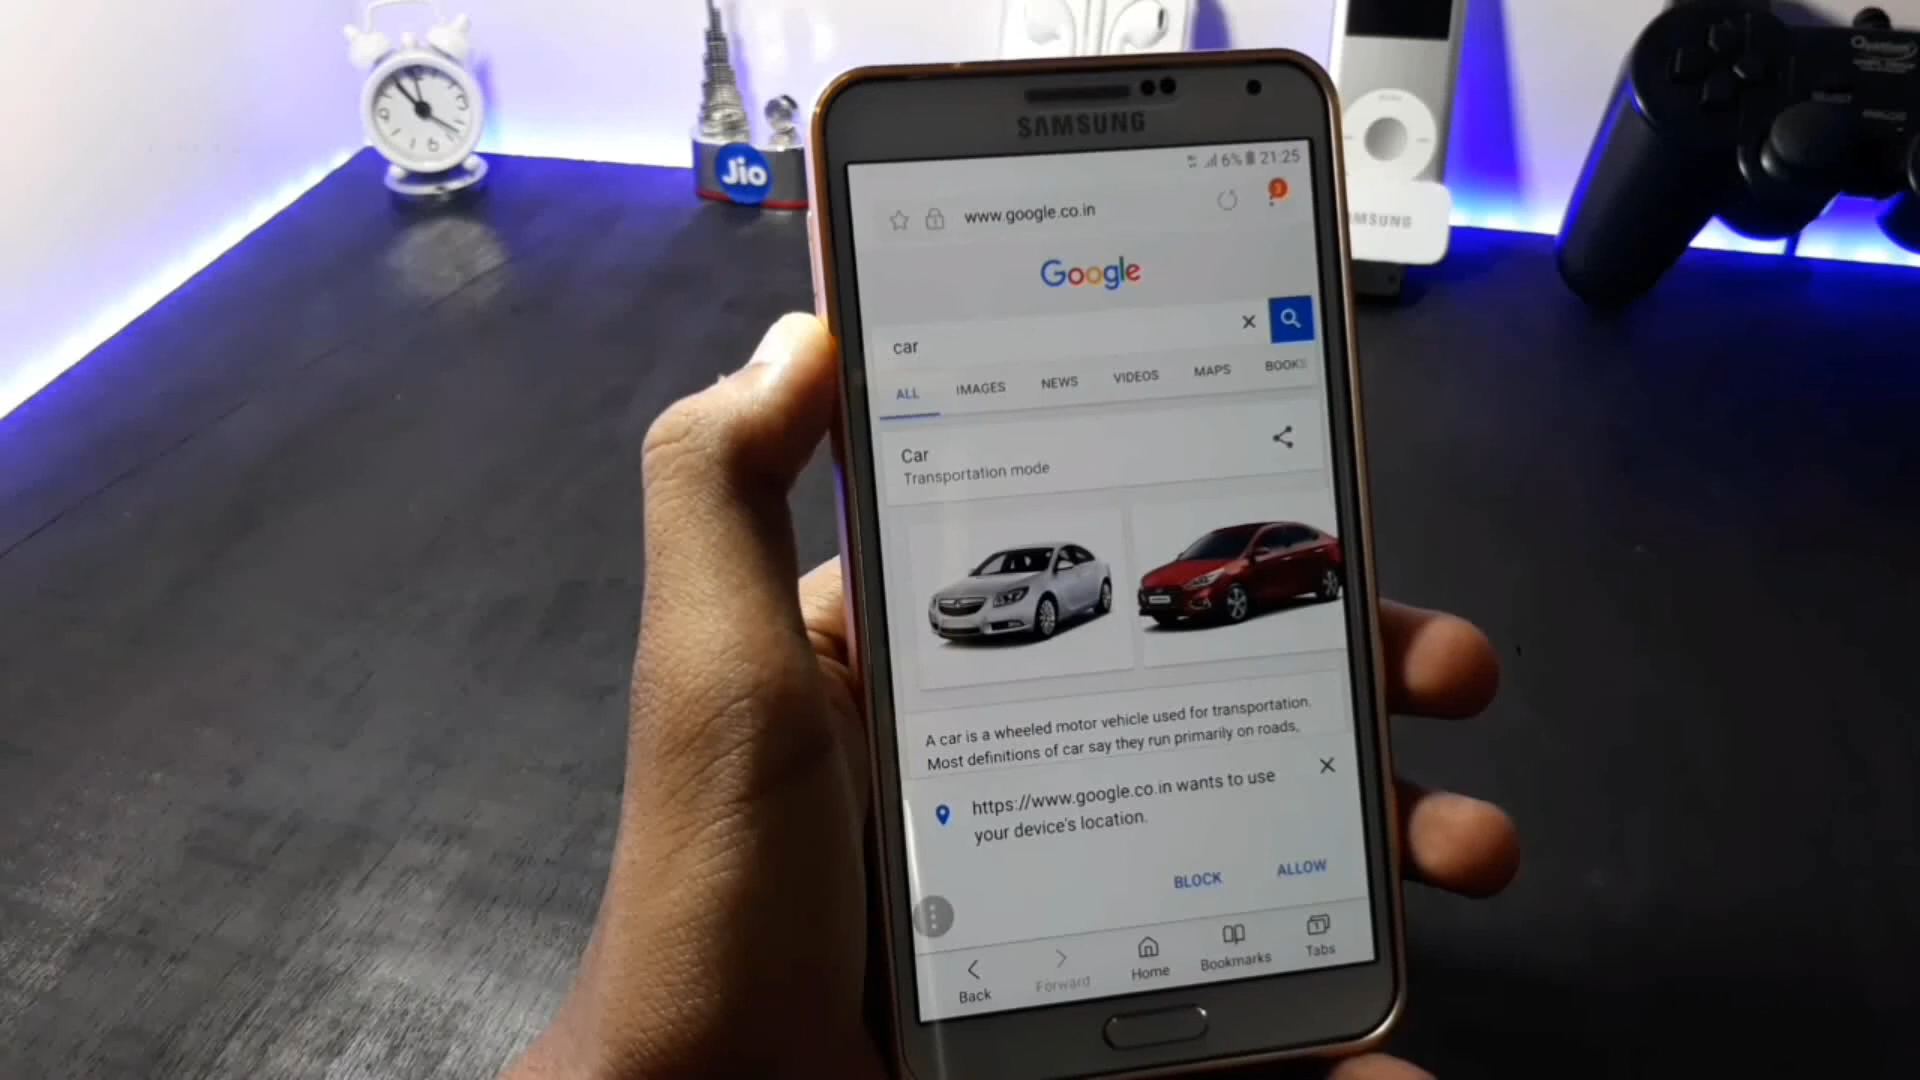 SAMSUNG
6% 21:25
www.google.co.in
Google
car
ALL IMAGES NEWS VIDEOS MAPS BOOKS
Car
Transportation mode
A car is a wheeled motor vehicle used for transportation.
Most definitions of car say they run primarily on roads,
https://www.google.co.in wants to use
your device's location.
BLOCK ALLOW
Back Forward Home Bookmarks Tabs
Jio
SAMSUNG